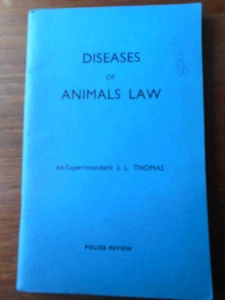 DISEASES
OF
ANIMALS LAW
ex-Superintendent J. L. THOMAS
POLICE REVIEW